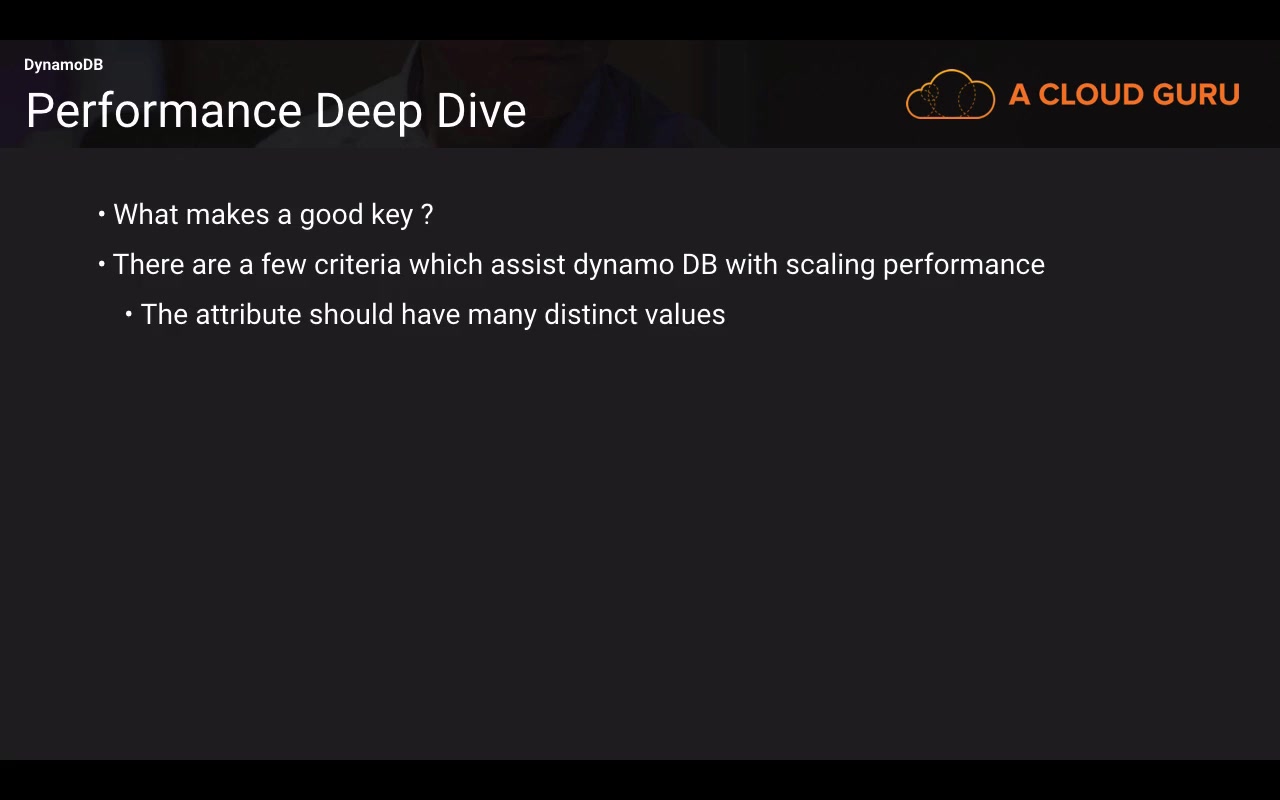 DynamoDB
Performance Deep Dive
A CLOUD GURU
• What makes a good key ?
• There are a few criteria which assist dynamo DB with scaling performance
• The attribute should have many distinct values